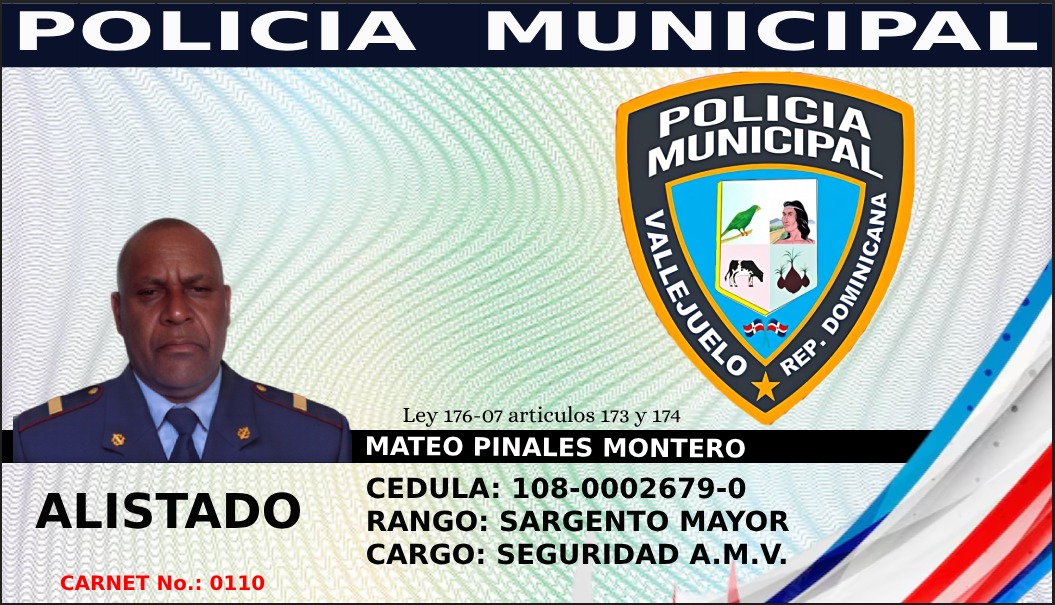 POLICIA MUNICIPAL
POLICIA
MUNICIPAL
VALLEJUELO
REP. DOMINICANA
Ley 176-07 articulos 173 y 174
MATEO PINALES MONTERO
ALISTADO
CEDULA: 108-0002679-0
RANGO: SARGENTO MAYOR
CARGO: SEGURIDAD A.M.V.
CARNET No.: 0110